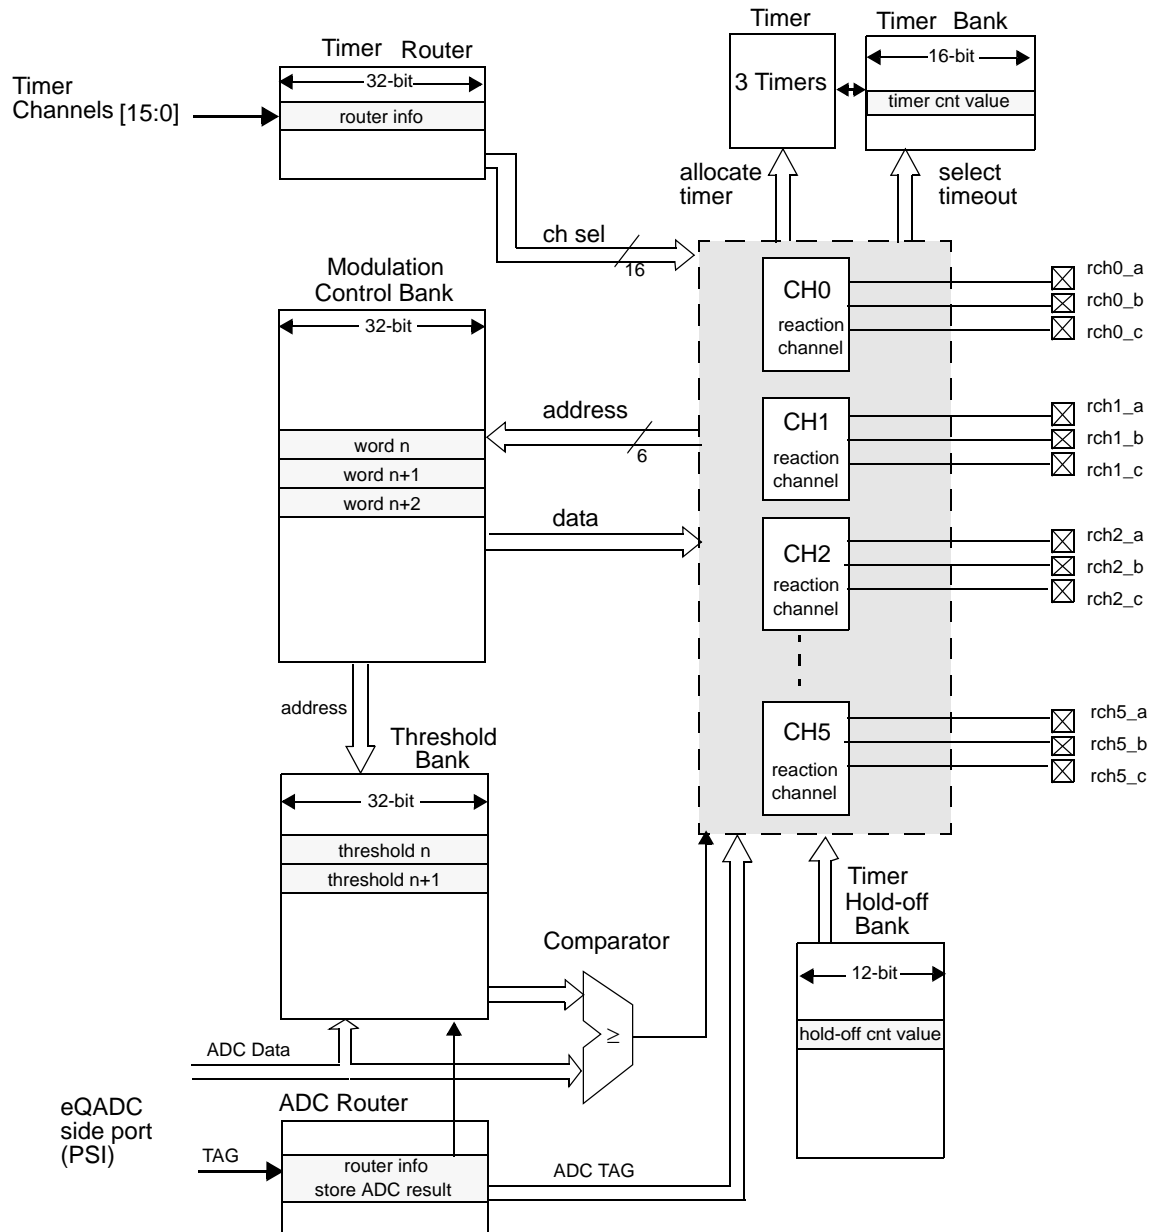 Timer
Timer Bank
Timer Router
16-bit
32-bit
3 Timers
Timer
Channels [15:0]
timer cnt value
router info
allocate
timer
select
timeout
ch sel
16
Modulation
Control Bank
32-bit
CH0
reaction
channel
rch0_a
rch0_b
rch0_c
address
6
word n
word n+1
word n+2
CH1
reaction
channel
rch1_a
rch1_b
rch1_c
data
CH2
reaction
channel
rch2_a
rch2_b
rch2_c
address
Threshold
Bank
32-bit
CH5
reaction
channel
rch5_a
rch5_b
rch5_c
threshold n
threshold n+1
Timer
Hold-off
Bank
Comparator
12-bit
≥
hold-off cnt value
ADC Data
eQADC
side port
(PSI)
ADC Router
TAG
router info
store ADC result
ADC TAG